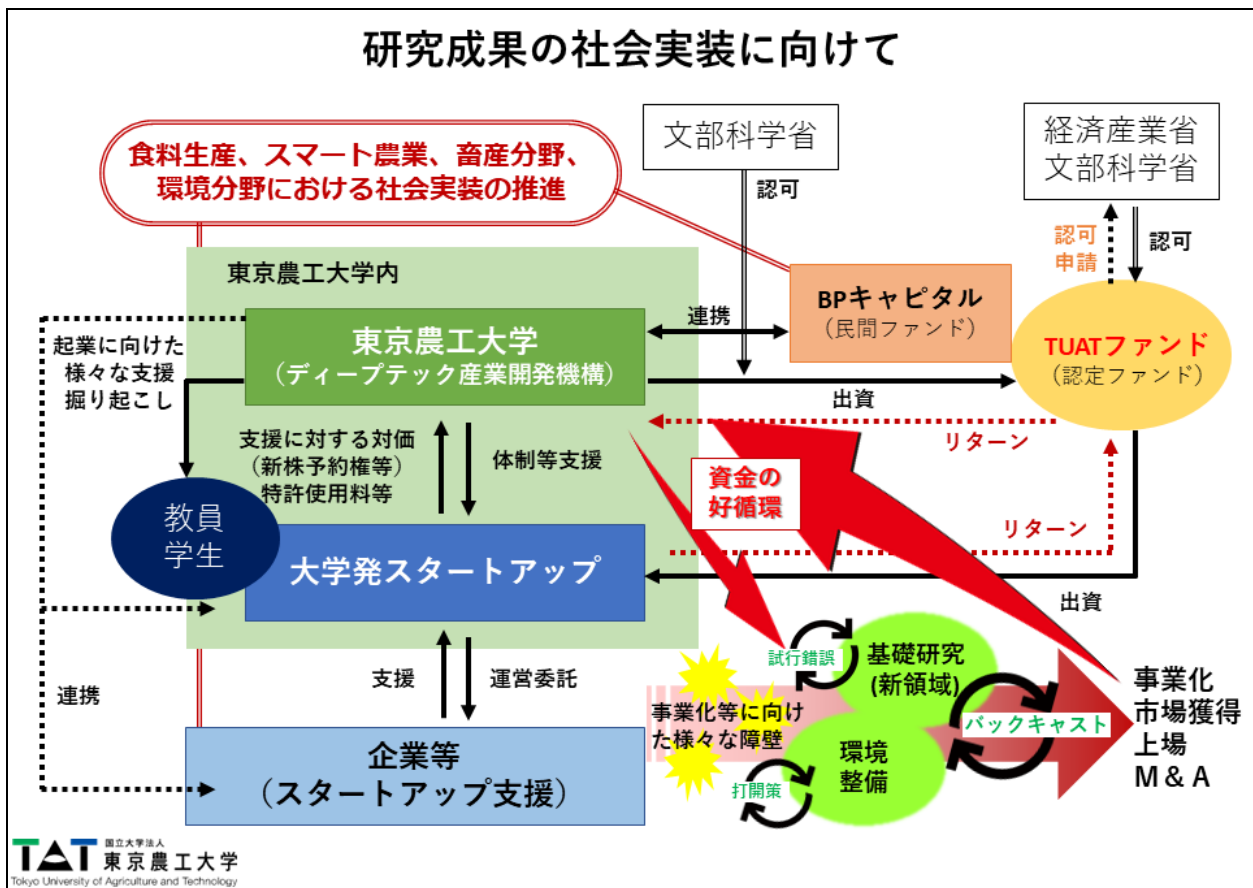 研究成果の社会実装に向けて
食料生産、スマート農業、畜産分野、
環境分野における社会実装の推進
文部科学省
認可
経済産業省
文部科学省
認可
申請
認可
東京農工大学内
BPキャピタル
（民間ファンド）
連携
TUATファンド
（認定ファンド）
東京農工大学
（ディープテック産業開発機構）
起業に向けた
様々な支援
掘り起こし
出資
リターン
支援に対する対価
（新株予約権等）
特許使用料等
体制等支援
資金の
好循環
教員
学生
リターン
大学発スタートアップ
出資
試行錯誤
基礎研究
(新領域)
支援
運営委託
連携
事業化等に向け
た様々な障壁
バックキャスト
事業化
市場獲得
上場
M & A
企業等
（スタートアップ支援）
打開策
環境
整備
TAT
国立大学法人
東京農工大学
Tokyo University of Agriculture and Technology